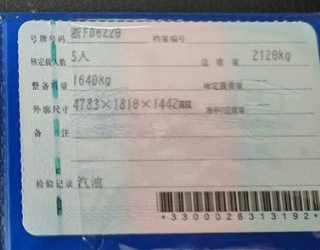 号牌号码 浙FD6220 档案编号
核定载人数 5人 总质量 2120kg
整备质量 1640kg 核定载质量
外廓尺寸 4783×1810×1442mm 准牵引总质量
备注
检验记录 汽油
*3300026313192*